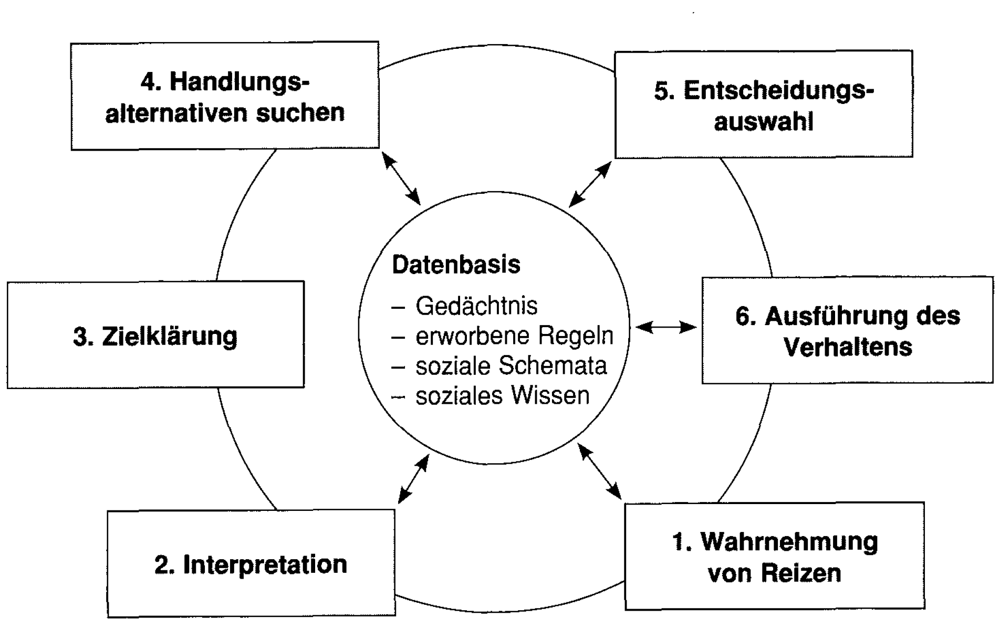 4. Handlungs-
alternativen suchen
5. Entscheidungs-
auswahl
Datenbasis
– Gedächtnis
– erworbene Regeln
– soziale Schemata
– soziales Wissen
3. Zielklärung
6. Ausführung des
Verhaltens
2. Interpretation
1. Wahrnehmung
von Reizen